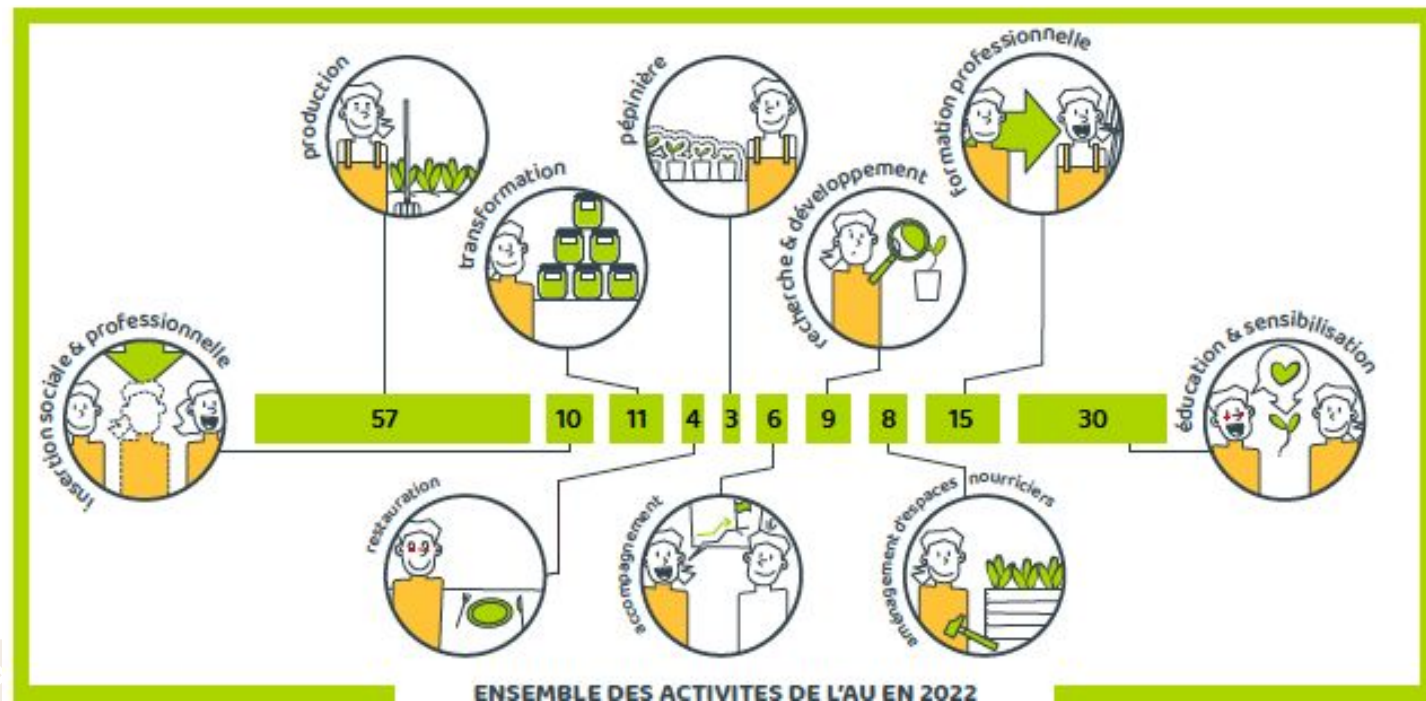 production
pépinière
formation professionnelle
transformation
recherche & développement
insertion sociale & professionnelle
éducation & sensibilisation
57 10 11 4 3 6 9 8 15 30
restauration
accompagnement
aménagement d'espaces nourriciers
ENSEMBLE DES ACTIVITES DE L'AU EN 2022